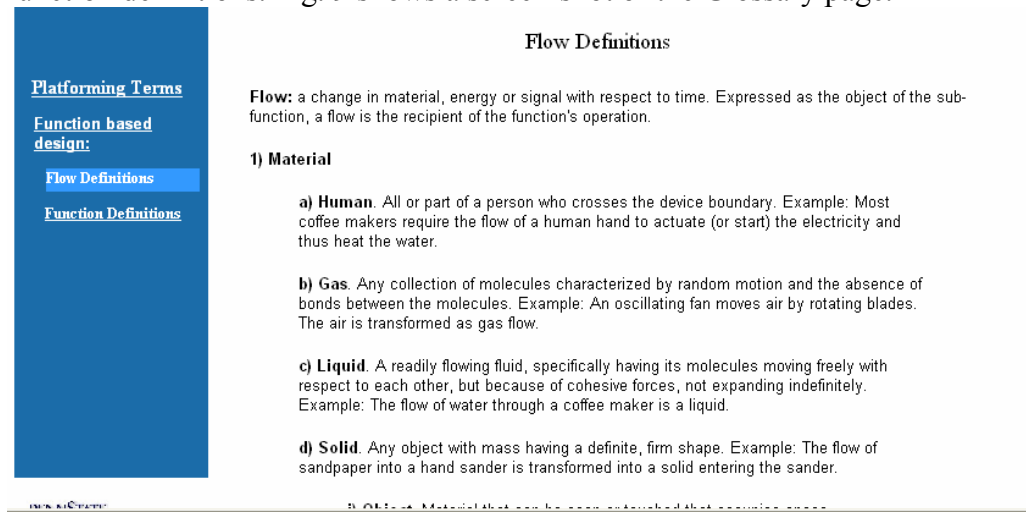 Flow Definitions
Platforming Terms
Function based
design:
Flow Definitions
Function Definitions
Flow: a change in material, energy or signal with respect to time. Expressed as the object of the sub-
function, a flow is the recipient of the function's operation.
1) Material
a) Human. All or part of a person who crosses the device boundary. Example: Most
coffee makers require the flow of a human hand to actuate (or start) the electricity and
thus heat the water.
b) Gas. Any collection of molecules characterized by random motion and the absence of
bonds between the molecules. Example: An oscillating fan moves air by rotating blades.
The air is transformed as gas flow.
c) Liquid. A readily flowing fluid, specifically having its molecules moving freely with
respect to each other, but because of cohesive forces, not expanding indefinitely.
Example: The flow of water through a coffee maker is a liquid.
d) Solid. Any object with mass having a definite, firm shape. Example: The flow of
sandpaper into a hand sander is transformed into a solid entering the sander.